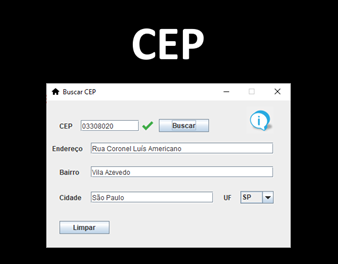 CEP
Buscar CEP
CEP 03308020 Buscar
Endereço Rua Coronel Luís Americano
Bairro Vila Azevedo
Cidade São Paulo UF SP
Limpar